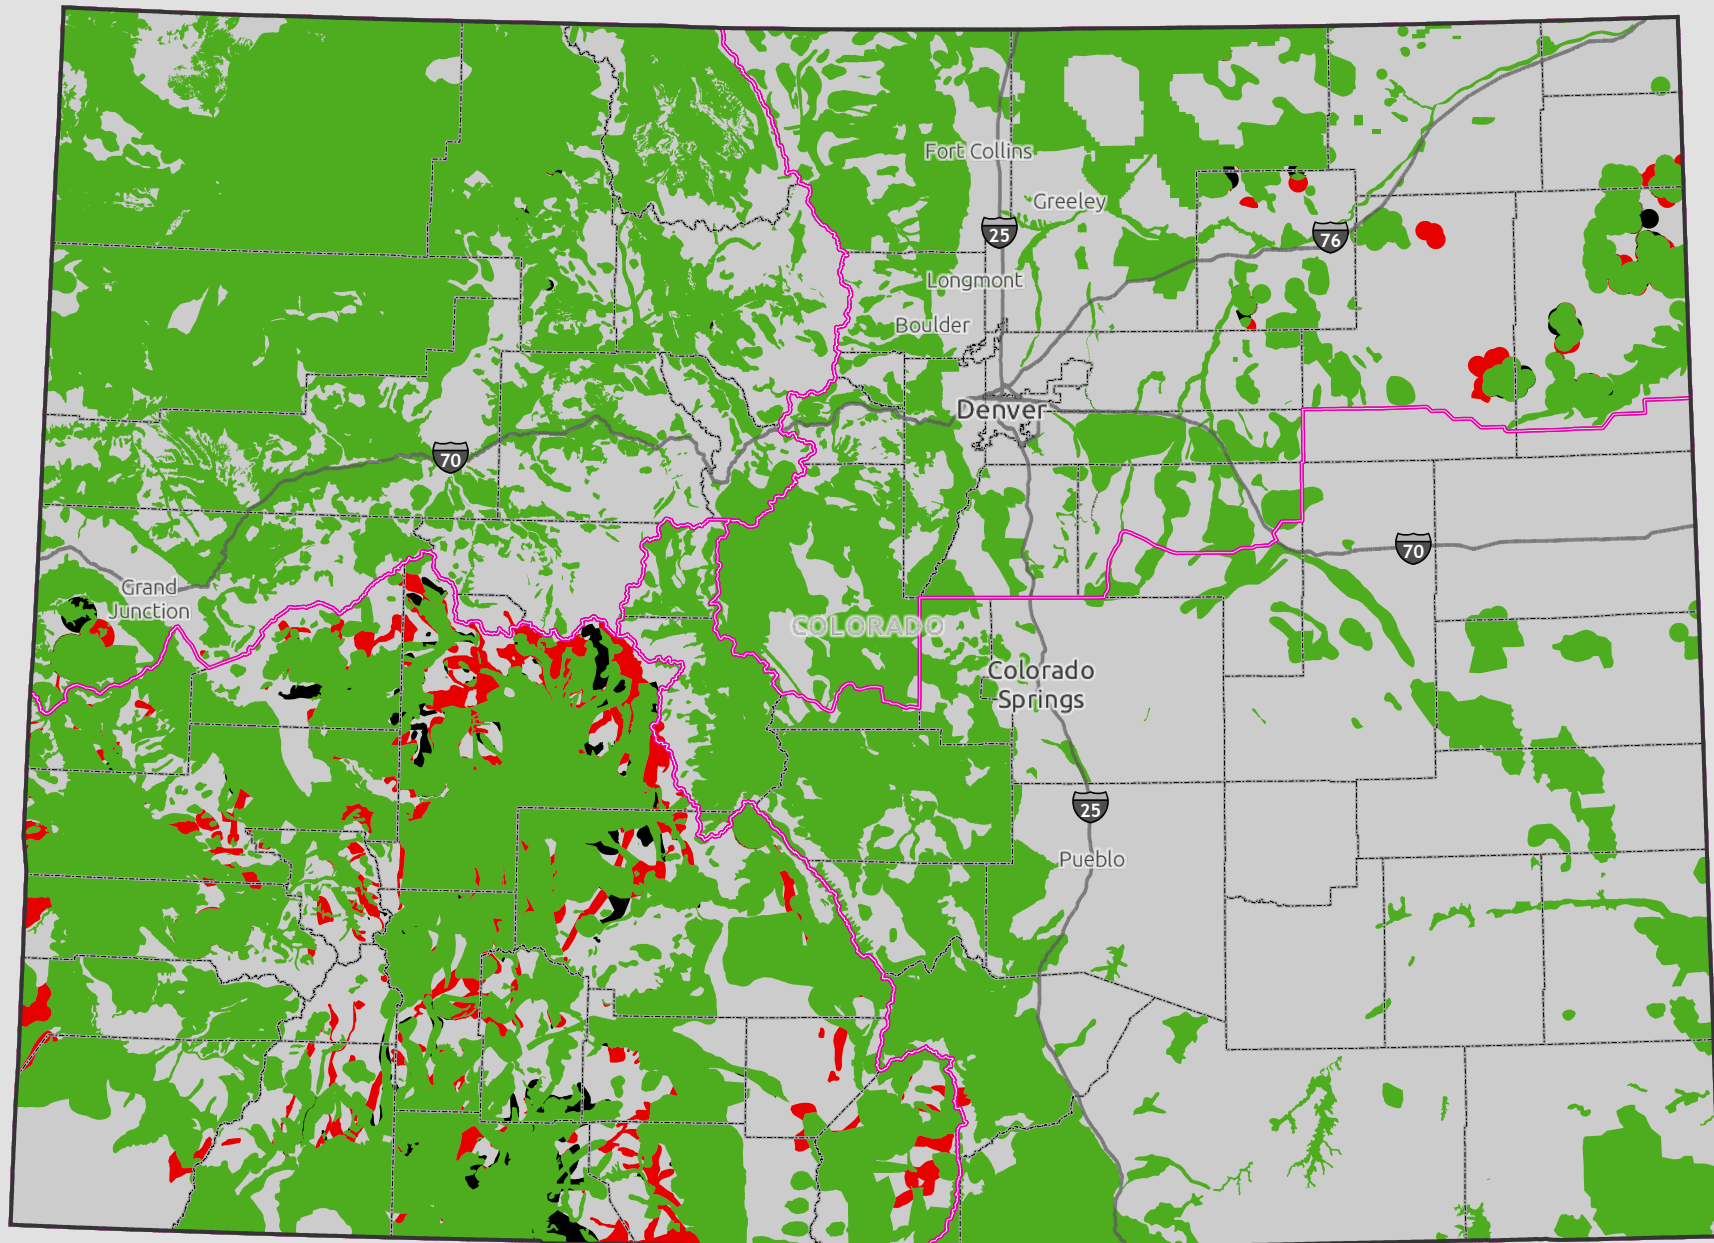 Fort Collins
Greeley
25
76
Longmont
Boulder
Denver
70
70
Grand
Junction
COLORADO
Colorado
Springs
25
Pueblo